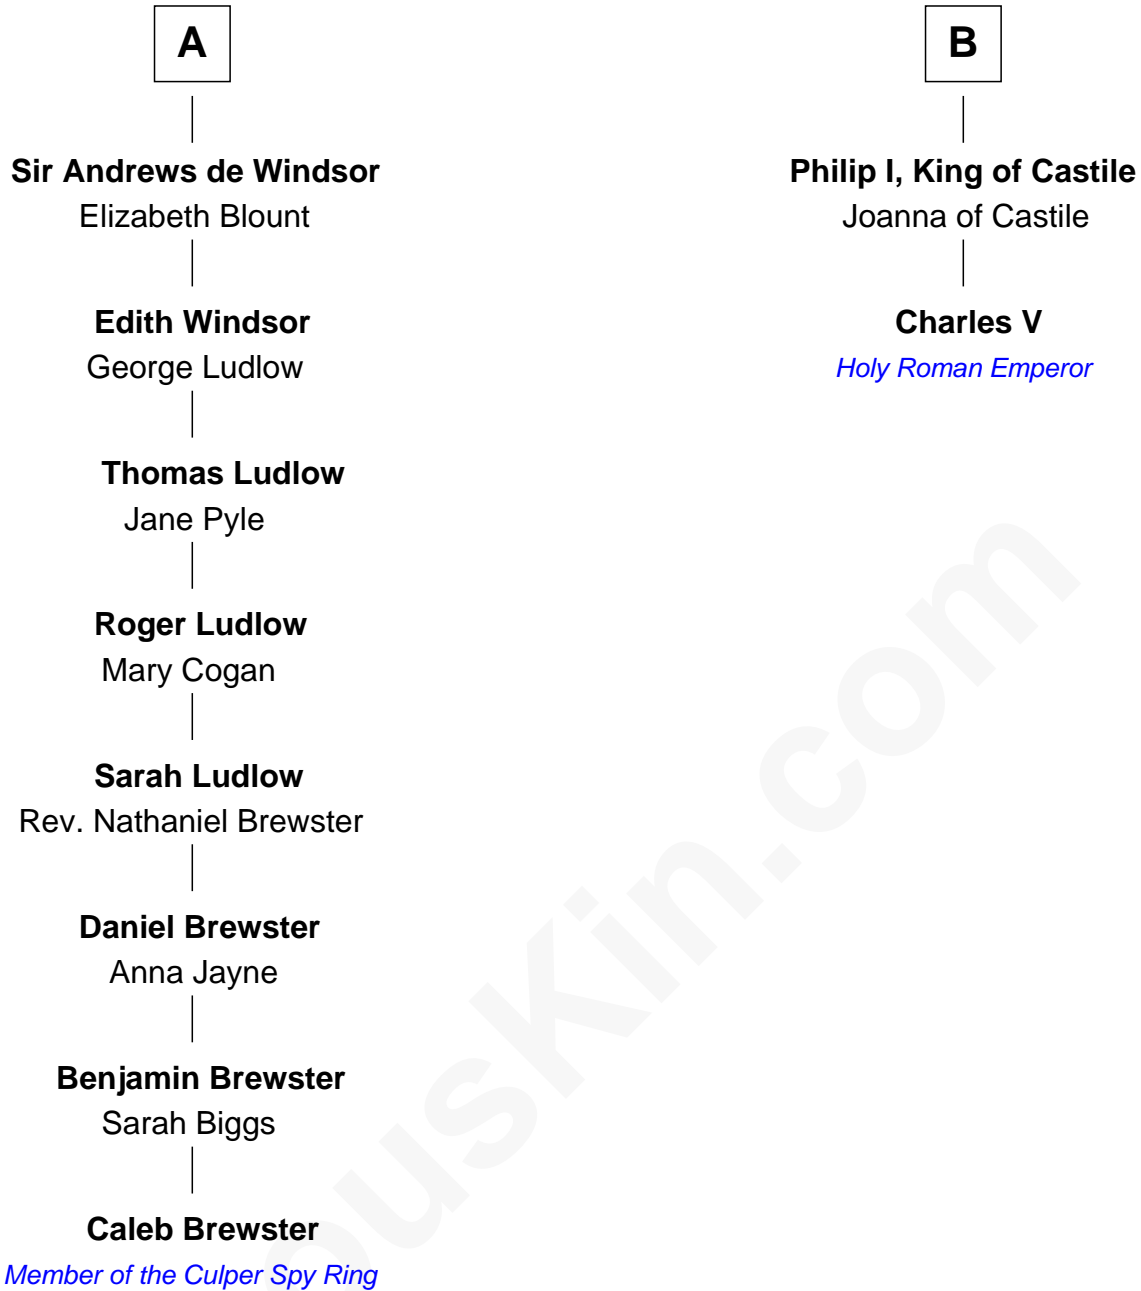 A
Sir Andrews de Windsor
Elizabeth Blount
Edith Windsor
George Ludlow
Thomas Ludlow
Jane Pyle
Roger Ludlow
Mary Cogan
Sarah Ludlow
Rev. Nathaniel Brewster
Daniel Brewster
Anna Jayne
Benjamin Brewster
Sarah Biggs
Caleb Brewster
Member of the Culper Spy Ring
B
Philip I, King of Castile
Joanna of Castile
Charles V
Holy Roman Emperor
ousKin.com